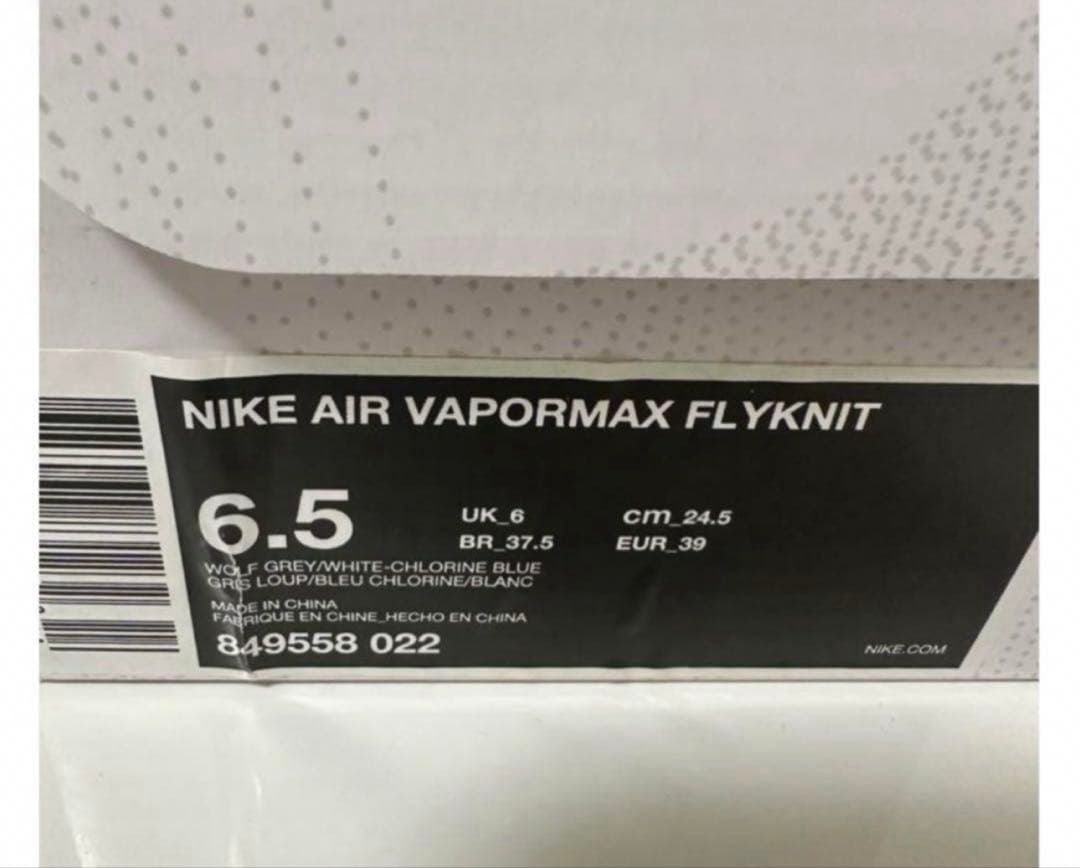 NIKE AIR VAPORMAX FLYKNIT
6.5 UK_6 cm_24.5
BR_37.5 EUR_39
WOLF GREY/WHITE-CHLORINE BLUE
GRIS LOUP/BLEU CHLORINE/BLANC
MADE IN CHINA
FABRIQUE EN CHINE_HECHO EN CHINA
849558 022
NIKE.COM